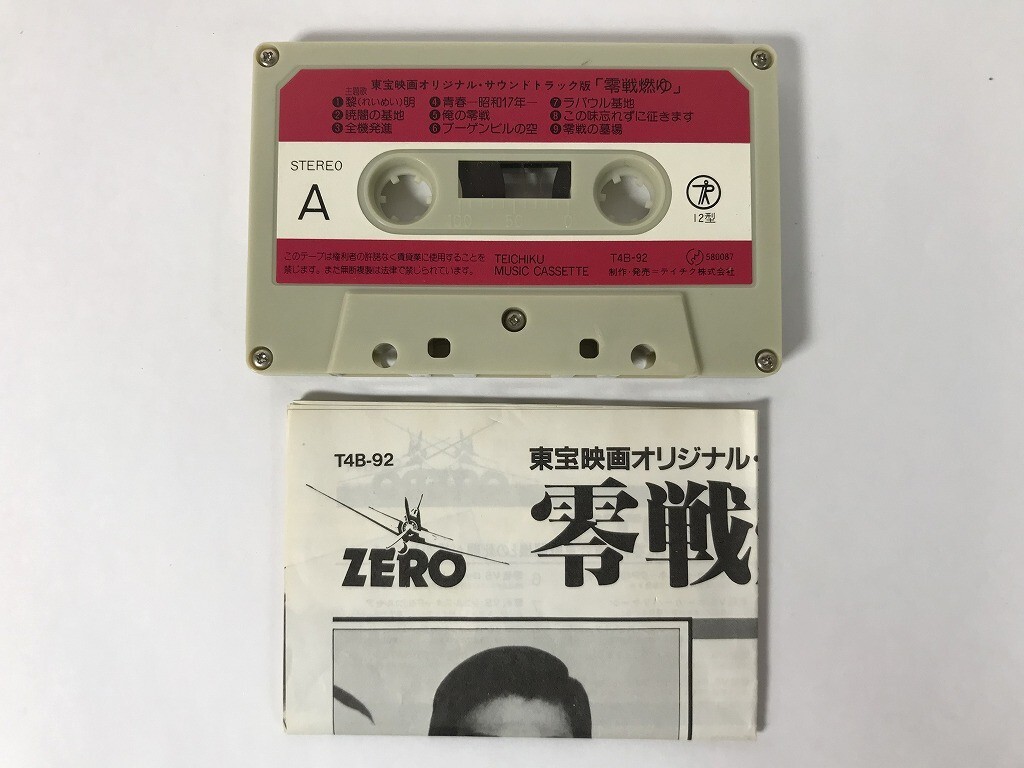 東宝映画オリジナル・サウンドトラック版「零戦燃ゆ」
主題歌
❶黎(れいめい)明 ❹青春―昭和17年― ❼ラバウル基地
❷暁闇の基地 ❺俺の零戦 ❽この味忘れずに征きます
❸全機発進 ❻ブーゲンビルの空 ❾零戦の墓場
STEREO
A
12型
このテープは権利者の許諾なく賃貸業に使用することを
禁じます。また無断複製は法律で禁じられています。
TEICHIKU
MUSIC CASSETTE
T4B-92 580087
制作・発売=テイチク株式会社
T4B-92
東宝映画オリジナル・
零戦
ZERO